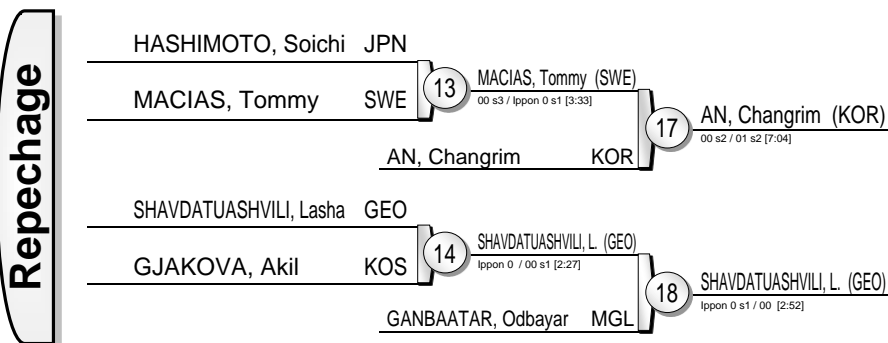 Repechage
HASHIMOTO, Soichi JPN
MACIAS, Tommy SWE
13
MACIAS, Tommy (SWE)
00 s3 / Ippon 0 s1 [3:33]
AN, Changrim KOR
17
AN, Changrim (KOR)
00 s2 / 01 s2 [7:04]
SHAVDATUASHVILI, Lasha GEO
GJAKOVA, Akil KOS
14
SHAVDATUASHVILI, L. (GEO)
Ippon 0 / 00 s1 [2:27]
GANBAATAR, Odbayar MGL
18
SHAVDATUASHVILI, L. (GEO)
Ippon 0 s1 / 00 [2:52]